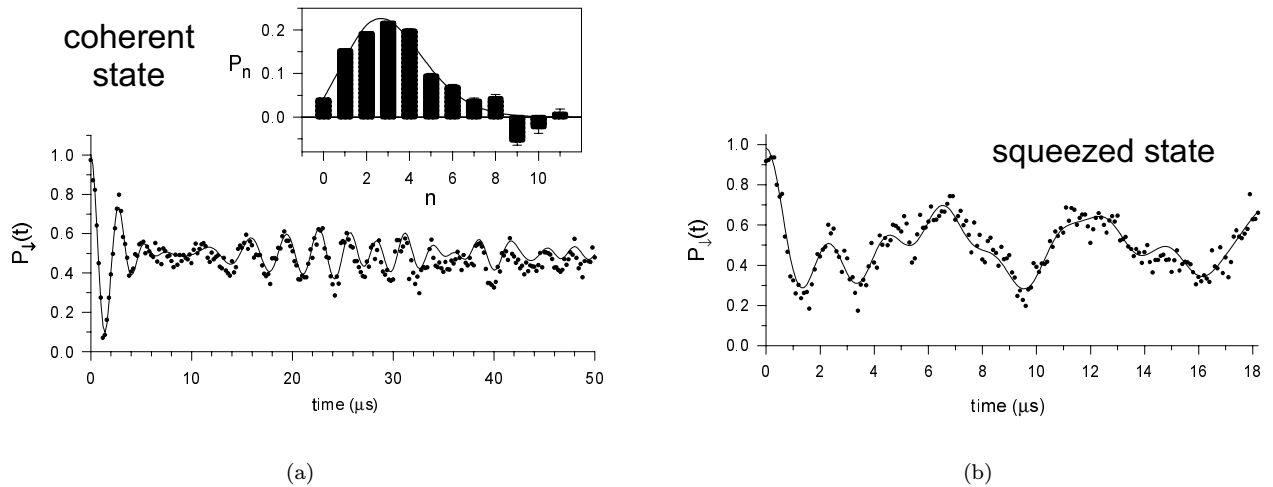 coherent
state
P_n
0.2
0.1
0.0
0 2 4 6 8 10
n
P↓(t)
1.0
0.8
0.6
0.4
0.2
0.0
0 10 20 30 40 50
time (μs)
(a)
squeezed state
P↓(t)
1.0
0.8
0.6
0.4
0.2
0.0
0 2 4 6 8 10 12 14 16 18
time (μs)
(b)